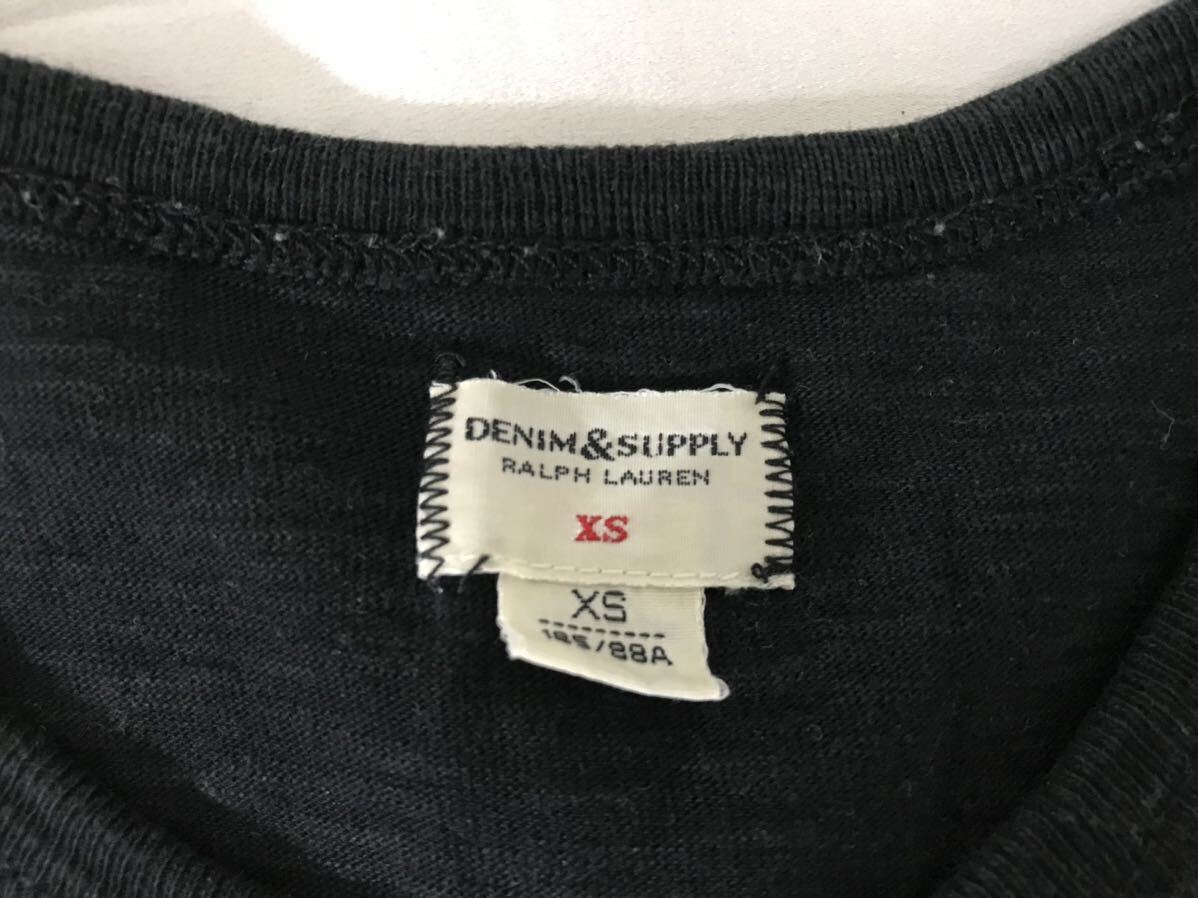 DENIM&SUPPLY
RALPH LAUREN
XS
XS
165/88A